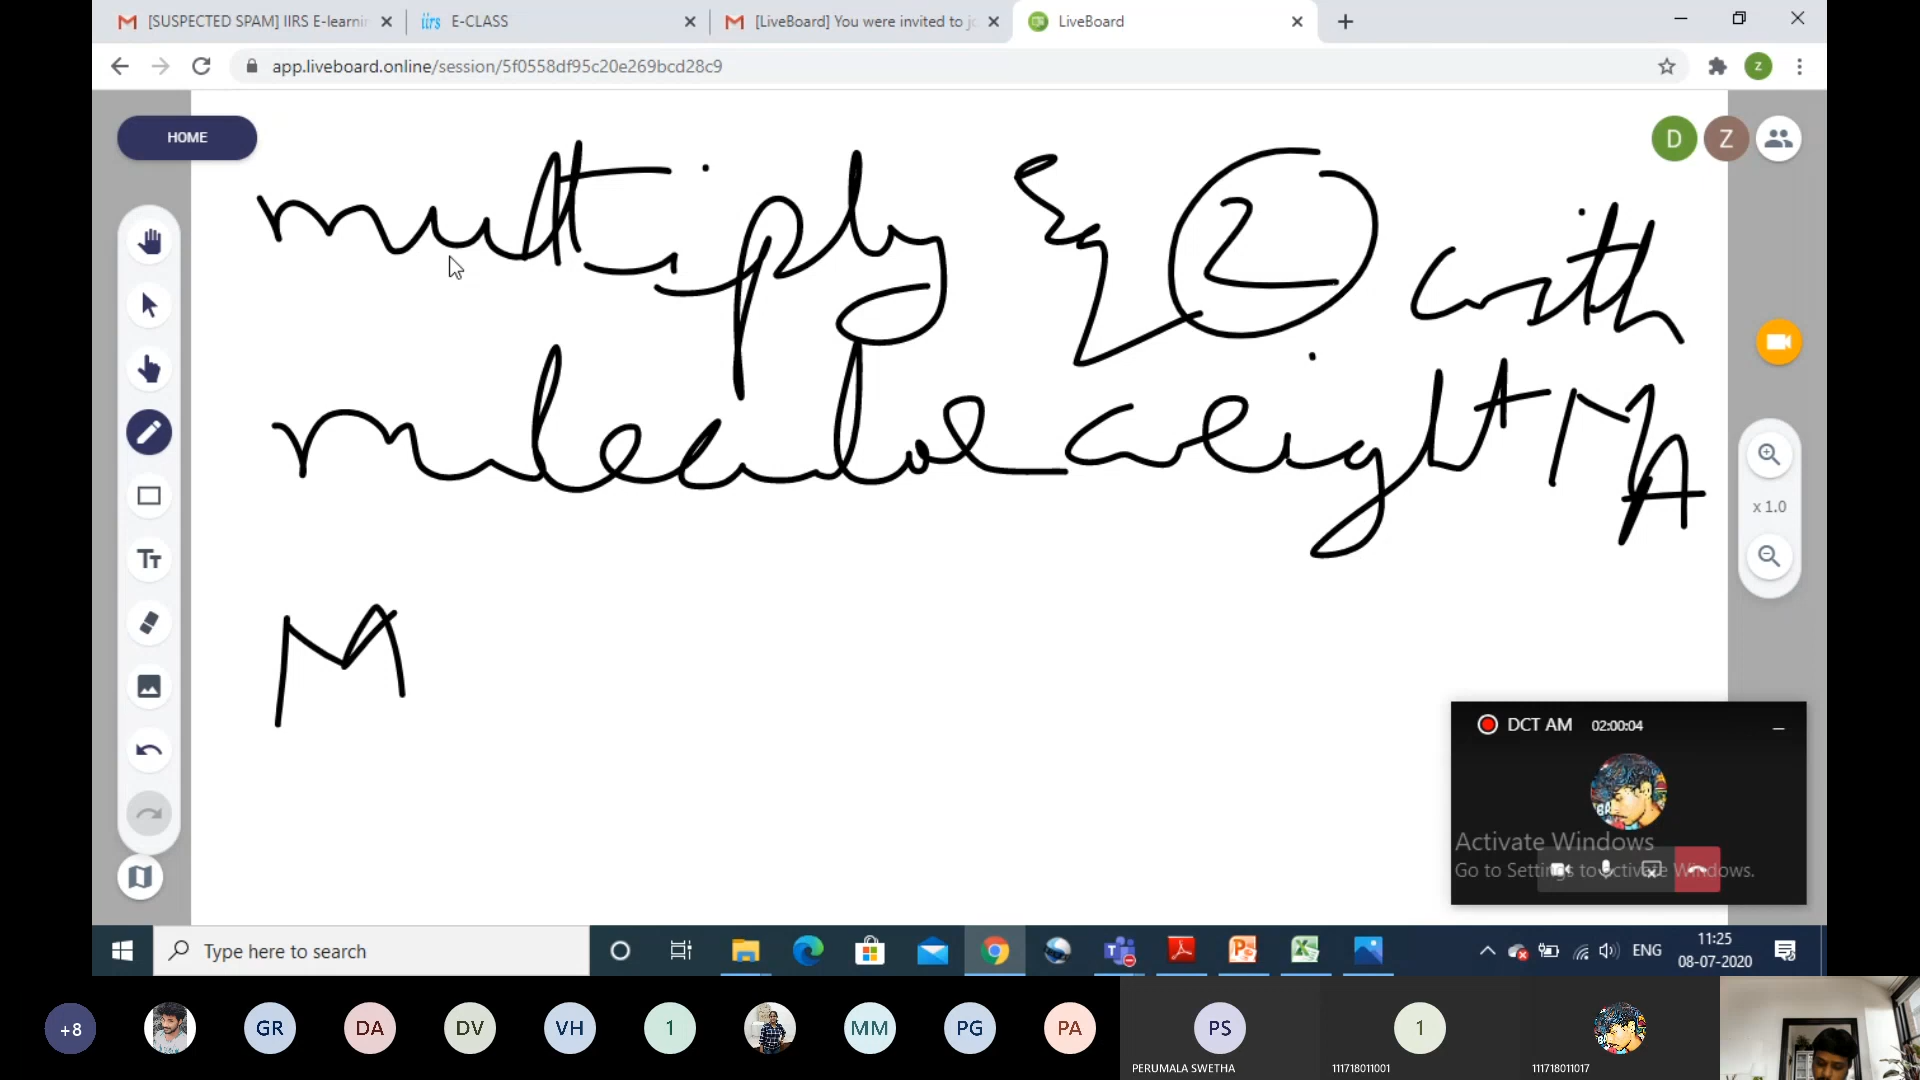 [SUSPECTED SPAM] IIRS E-learni
iirs E-CLASS
[LiveBoard] You were invited to jo
LiveBoard
app.liveboard.online/session/5f0558df95c20e269bcd28c9
Z
HOME
D Z
multiply Eq 2 with
molecular weight MA
M
Tт
x 1.0
DCT AM 02:00:04
Activate Windows
Go to Settings to activate Windows.
Type here to search
ENG
11:25
08-07-2020
+8 GR DA DV VH 1 MM PG PA PS 1
PERUMALA SWETHA 111718011001 111718011017